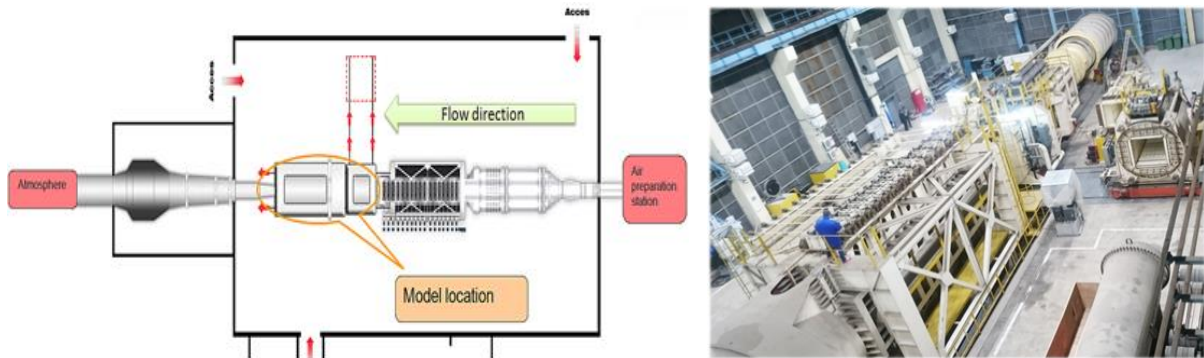 Acces
Acces
Flow direction
Atmosphere
Air
preparation
station
Model location